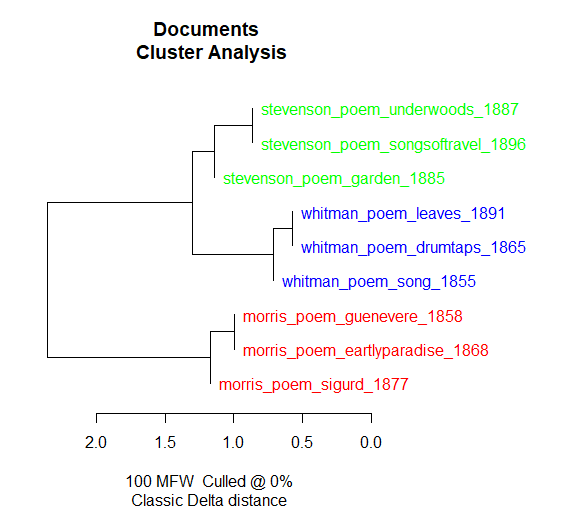 Documents
Cluster Analysis
stevenson_poem_underwoods_1887
stevenson_poem_songsoftravel_1896
stevenson_poem_garden_1885
whitman_poem_leaves_1891
whitman_poem_drumtaps_1865
whitman_poem_song_1855
morris_poem_guenevere_1858
morris_poem_eartlyparadise_1868
morris_poem_sigurd_1877
2.0 1.5 1.0 0.5 0.0
100 MFW Culled @ 0%
Classic Delta distance